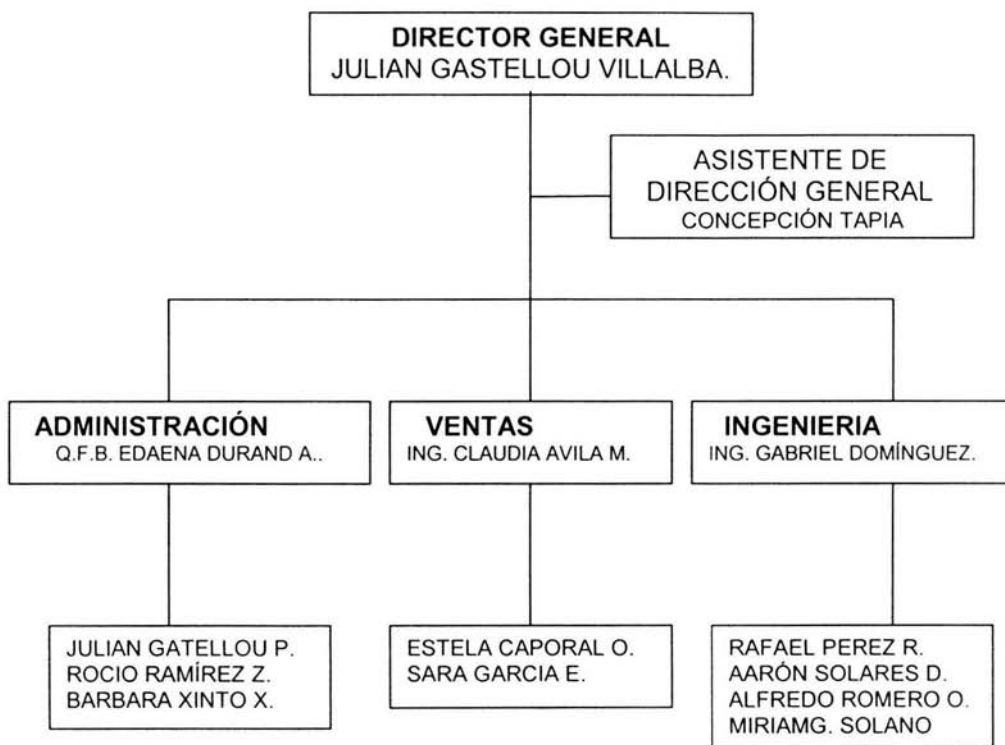 DIRECTOR GENERAL
JULIAN GASTELLOU VILLALBA.
ASISTENTE DE
DIRECCIÓN GENERAL
CONCEPCIÓN TAPIA
ADMINISTRACIÓN
Q.F.B. EDAENA DURAND A..
VENTAS
ING. CLAUDIA AVILA M.
INGENIERIA
ING. GABRIEL DOMÍNGUEZ.
JULIAN GATELLOU P.
ROCIO RAMÍREZ Z.
BARBARA XINTO X.
ESTELA CAPORAL O.
SARA GARCIA E.
RAFAEL PEREZ R.
AARÓN SOLARES D.
ALFREDO ROMERO O.
MIRIAMG. SOLANO